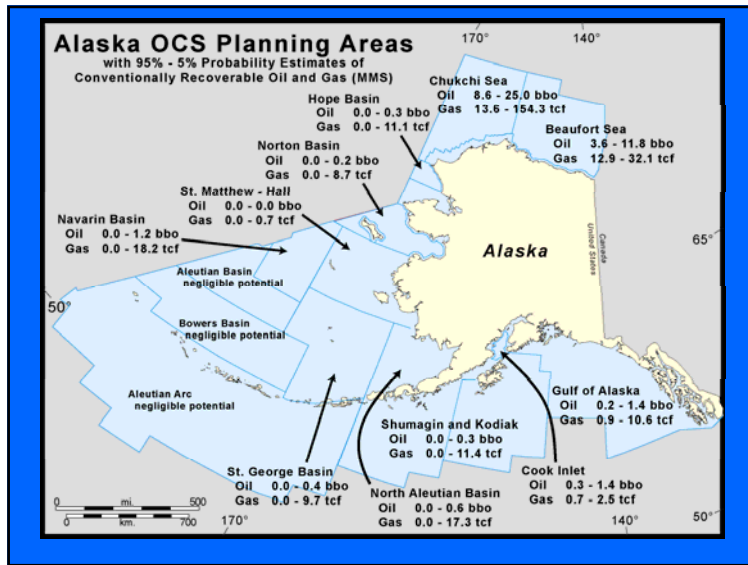 Alaska OCS Planning Areas
with 95% - 5% Probability Estimates of
Conventionally Recoverable Oil and Gas (MMS)
170°
140°
Chukchi Sea
Oil 8.6 - 25.0 bbo
Gas 13.6 - 154.3 tcf
Hope Basin
Oil 0.0 - 0.3 bbo
Gas 0.0 - 11.1 tcf
Beaufort Sea
Oil 3.6 - 11.8 bbo
Gas 12.9 - 32.1 tcf
Norton Basin
Oil 0.0 - 0.2 bbo
Gas 0.0 - 8.7 tcf
St. Matthew - Hall
Oil 0.0 - 0.0 bbo
Gas 0.0 - 0.7 tcf
Navarin Basin
Oil 0.0 - 1.2 bbo
Gas 0.0 - 18.2 tcf
Alaska
Canada
United States
65°
Aleutian Basin
negligible potential
50°
Bowers Basin
negligible potential
Aleutian Arc
negligible potential
Gulf of Alaska
Oil 0.2 - 1.4 bbo
Gas 0.9 - 10.6 tcf
Shumagin and Kodiak
Oil 0.0 - 0.3 bbo
Gas 0.0 - 11.4 tcf
St. George Basin
Oil 0.0 - 0.4 bbo
Gas 0.0 - 9.7 tcf
Cook Inlet
Oil 0.3 - 1.4 bbo
Gas 0.7 - 2.5 tcf
North Aleutian Basin
Oil 0.0 - 0.6 bbo
Gas 0.0 - 17.3 tcf
0 mi. 500
0 km. 700
170°
140°
50°